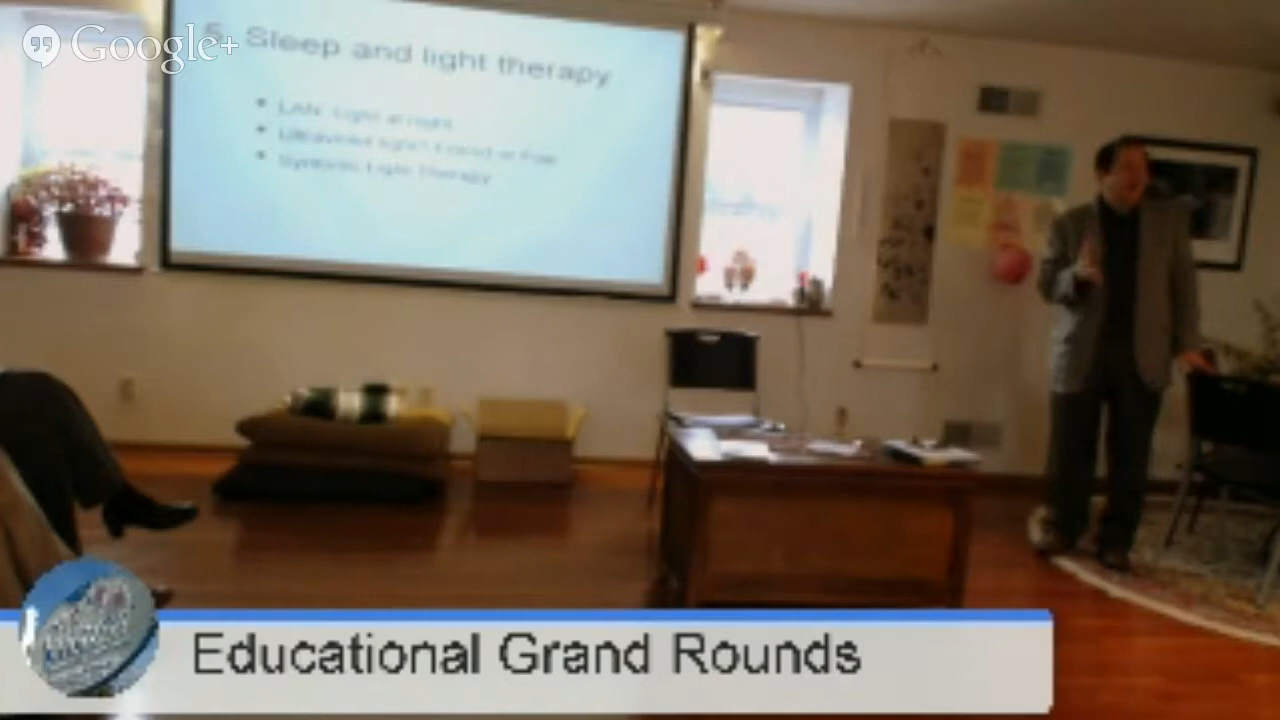 Google+
5. Sleep and light therapy
• LAN: Light at night
• Ultraviolet light? Friend or Foe
• Syntonic Light Therapy
Educational Grand Rounds